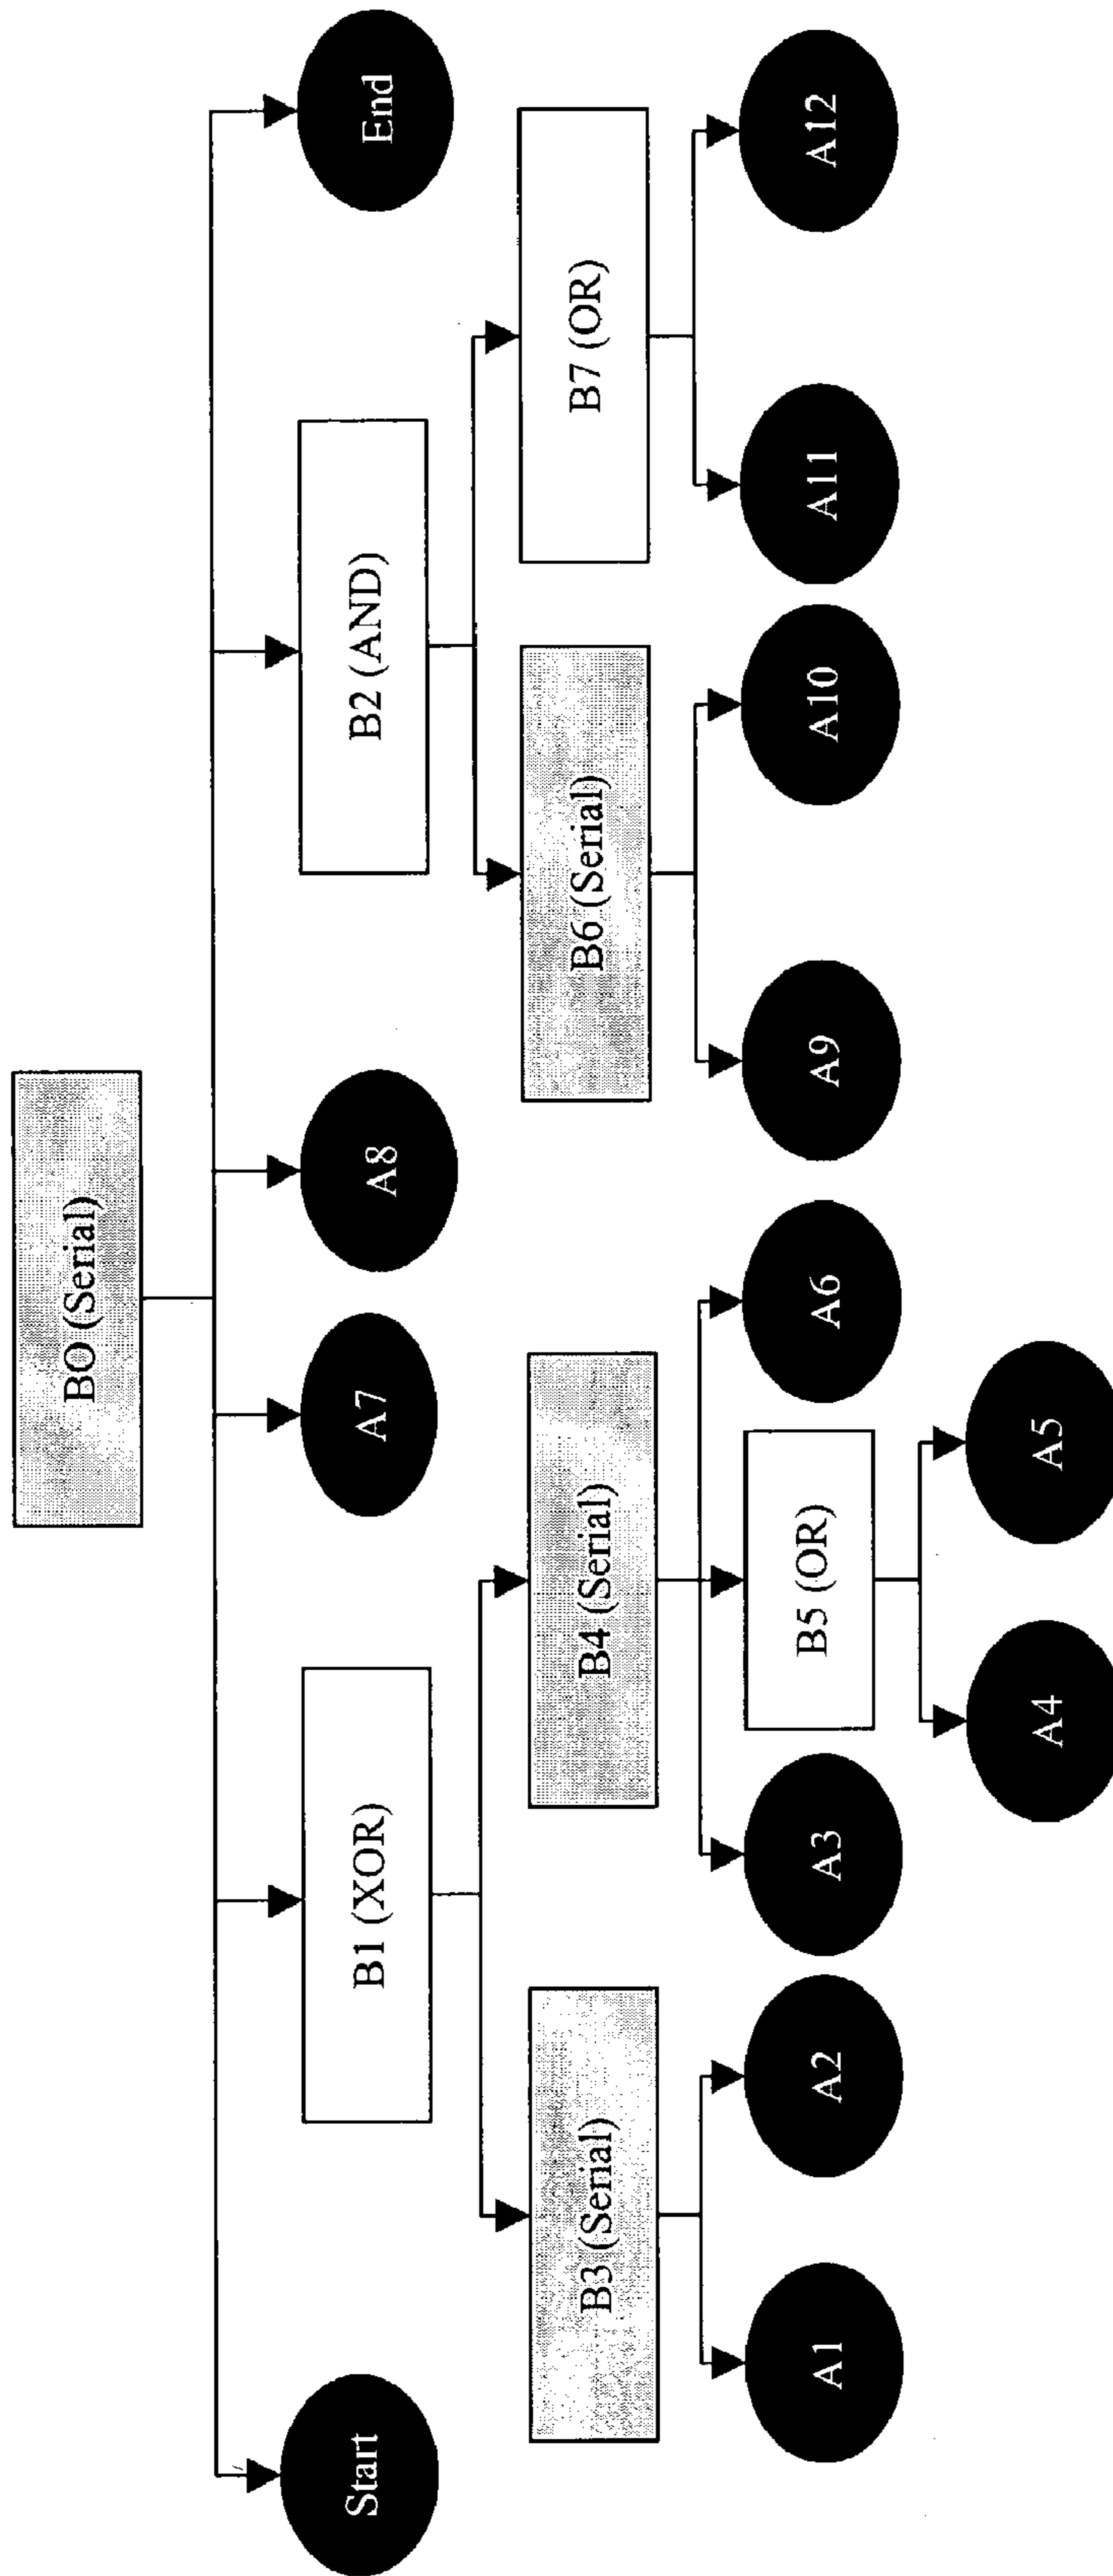 BO (Serial)
Start
B1 (XOR)
A7
A8
B2 (AND)
End
B3 (Serial)
B4 (Serial)
B6 (Serial)
B7 (OR)
A1
A2
A3
B5 (OR)
A6
A9
A10
A11
A12
A4
A5